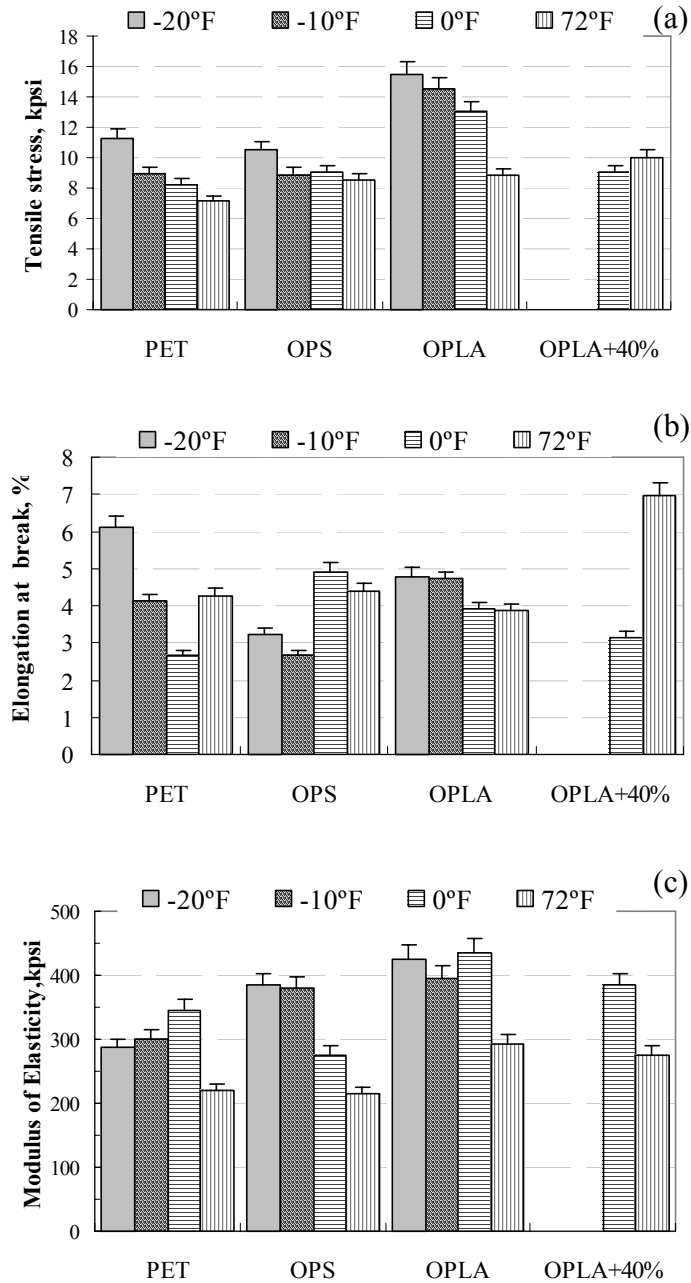 (a)
-20ºF -10ºF 0ºF 72ºF
Tensile stress, kpsi
18
16
14
12
10
8
6
4
2
0
PET OPS OPLA OPLA+40%
(b)
-20ºF -10ºF 0ºF 72ºF
Elongation at break, %
8
7
6
5
4
3
2
1
0
PET OPS OPLA OPLA+40%
(c)
-20ºF -10ºF 0ºF 72ºF
Modulus of Elasticity,kpsi
500
400
300
200
100
0
PET OPS OPLA OPLA+40%